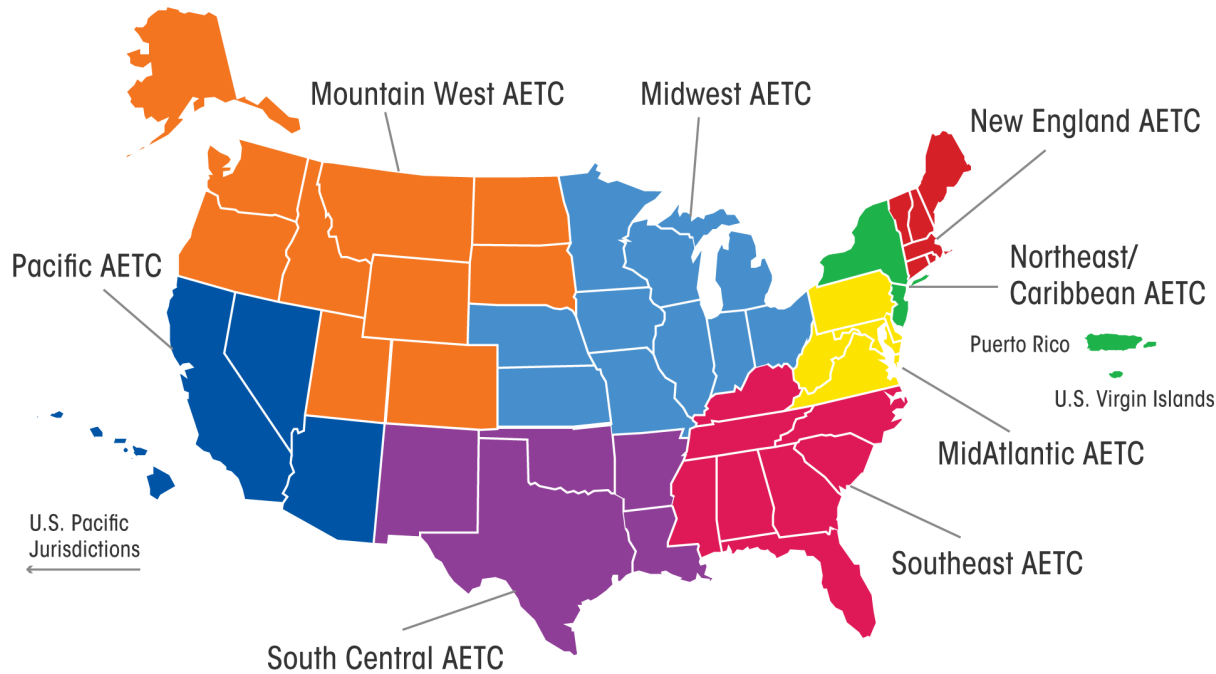 Mountain West AETC
Midwest AETC
New England AETC
Pacific AETC
Northeast/
Caribbean AETC
Puerto Rico
U.S. Virgin Islands
MidAtlantic AETC
U.S. Pacific
Jurisdictions
Southeast AETC
South Central AETC